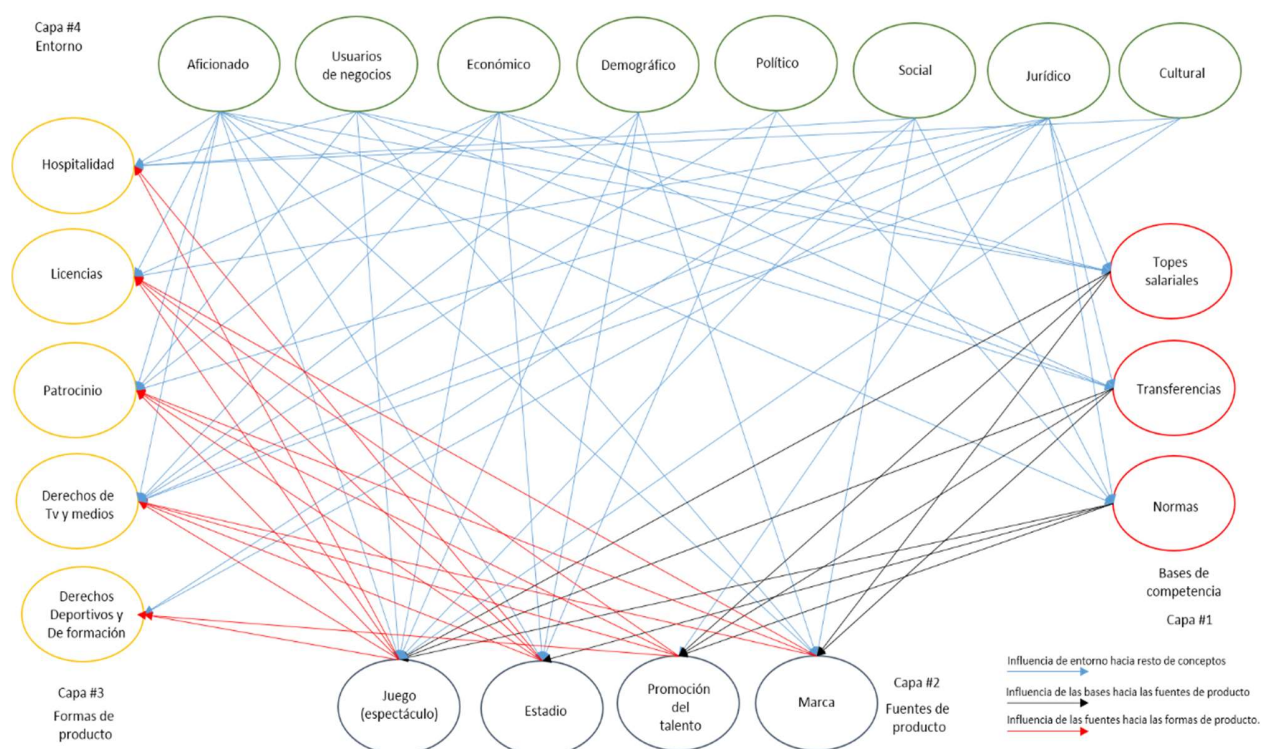 Capa #4
Entorno
Aficionado
Usuarios
de negocios
Económico
Demográfico
Político
Social
Jurídico
Cultural
Hospitalidad
Licencias
Patrocinio
Derechos de
Tv y medios
Derechos
Deportivos y
De formación
Topes
salariales
Transferencias
Normas
Bases de
competencia
Capa #1
Capa #3
Formas de
producto
Juego
(espectáculo)
Estadio
Promoción
del
talento
Marca
Capa #2
Fuentes de
producto
Influencia de entorno hacia resto de conceptos
Influencia de las bases hacia las fuentes de producto
Influencia de las fuentes hacia las formas de producto.